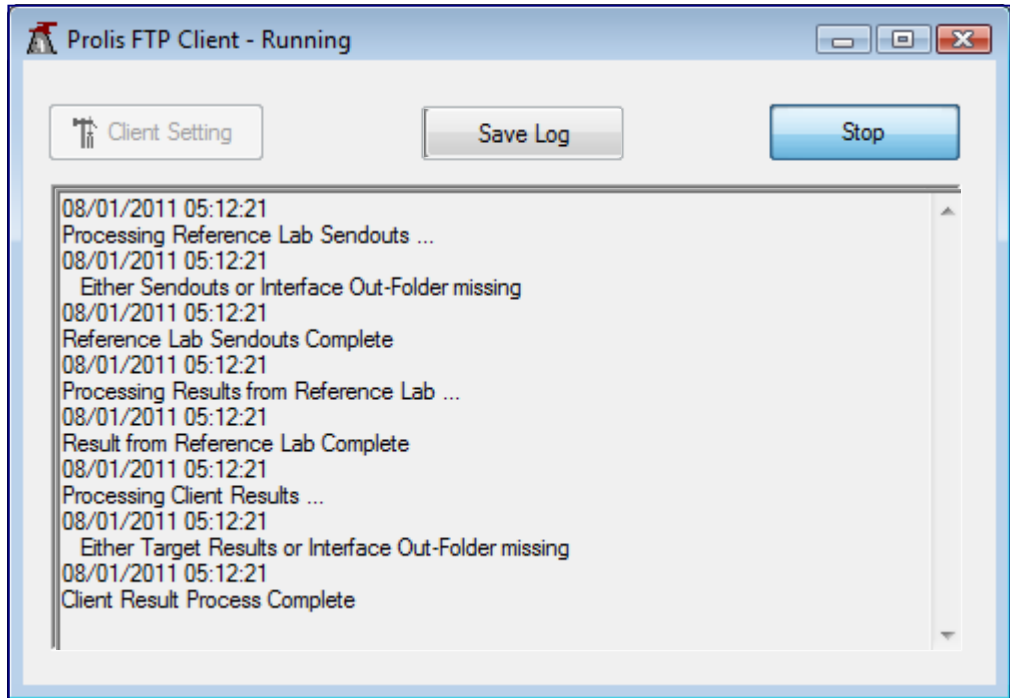 Prolis FTP Client - Running
Client Setting
Save Log
Stop
08/01/2011 05:12:21
Processing Reference Lab Sendouts ...
08/01/2011 05:12:21
Either Sendouts or Interface Out-Folder missing
08/01/2011 05:12:21
Reference Lab Sendouts Complete
08/01/2011 05:12:21
Processing Results from Reference Lab ...
08/01/2011 05:12:21
Result from Reference Lab Complete
08/01/2011 05:12:21
Processing Client Results ...
08/01/2011 05:12:21
Either Target Results or Interface Out-Folder missing
08/01/2011 05:12:21
Client Result Process Complete